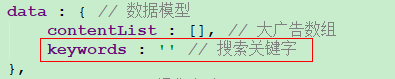 data : { // 数据模型
contentList : [], // 大广告数组
keywords : '' // 搜索关键字
},